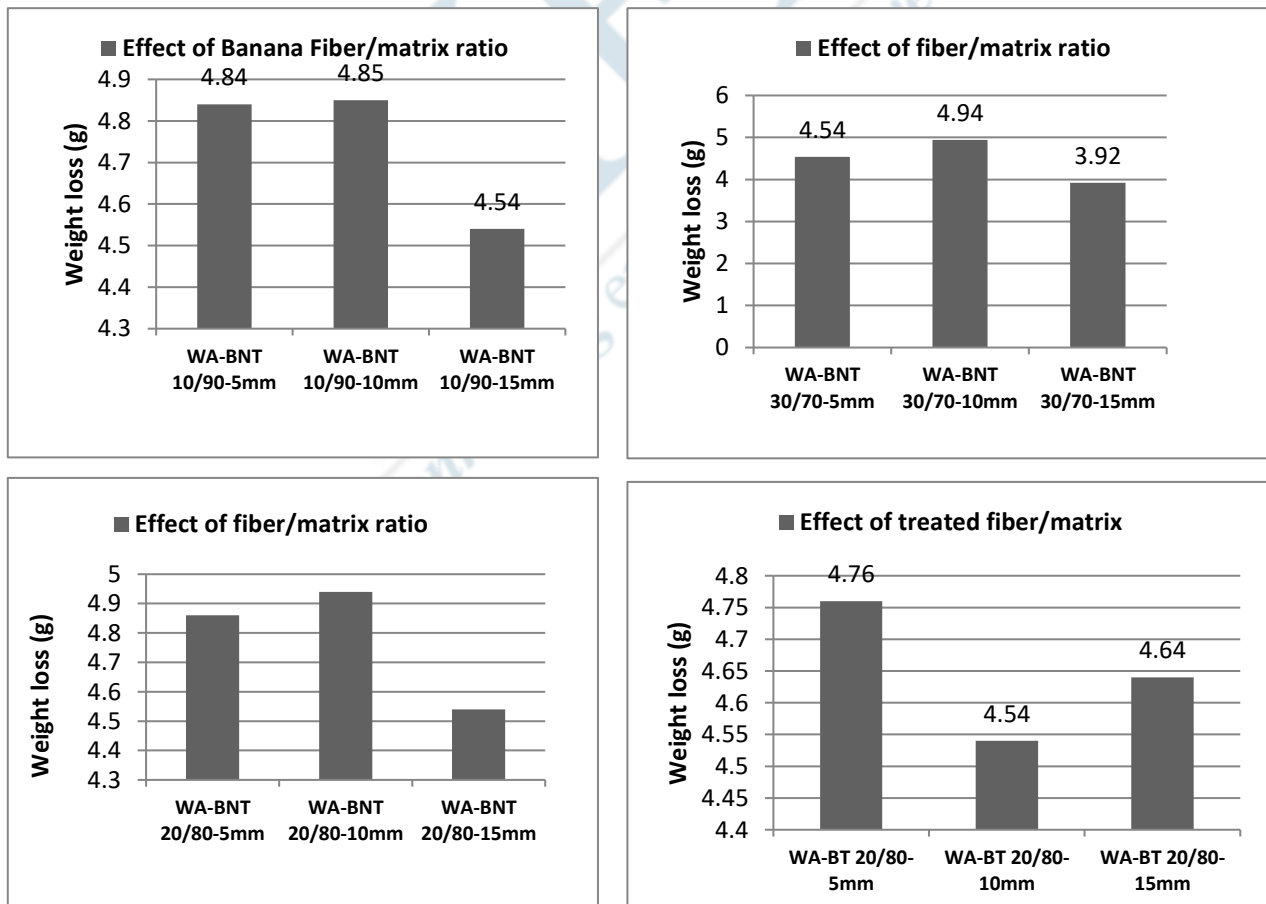 Effect of Banana Fiber/matrix ratio
Weight loss (g)
4.9
4.8
4.7
4.6
4.5
4.4
4.3
4.84
4.85
4.54
WA-BNT 10/90-5mm
WA-BNT 10/90-10mm
WA-BNT 10/90-15mm
Effect of fiber/matrix ratio
Weight loss (g)
6
5
4
3
2
1
0
4.54
4.94
3.92
WA-BNT 30/70-5mm
WA-BNT 30/70-10mm
WA-BNT 30/70-15mm
Effect of fiber/matrix ratio
Weight loss (g)
5
4.9
4.8
4.7
4.6
4.5
4.4
4.3
WA-BNT 20/80-5mm
WA-BNT 20/80-10mm
WA-BNT 20/80-15mm
Effect of treated fiber/matrix
Weight loss (g)
4.8
4.75
4.7
4.65
4.6
4.55
4.5
4.45
4.4
4.76
4.54
4.64
WA-BT 20/80-5mm
WA-BT 20/80-10mm
WA-BT 20/80-15mm